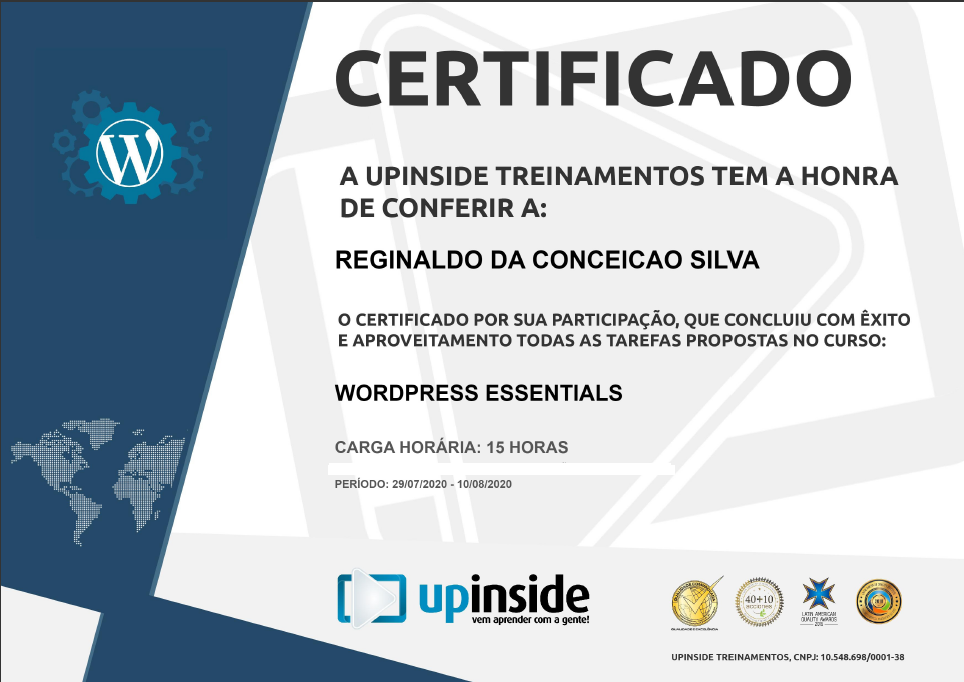 CERTIFICADO
A UPINSIDE TREINAMENTOS TEM A HONRA
DE CONFERIR A:
REGINALDO DA CONCEICAO SILVA
O CERTIFICADO POR SUA PARTICIPAÇÃO, QUE CONCLUIU COM ÊXITO
E APROVEITAMENTO TODAS AS TAREFAS PROPOSTAS NO CURSO:
WORDPRESS ESSENTIALS
CARGA HORÁRIA: 15 HORAS
PERÍODO: 29/07/2020 - 10/08/2020
upinside
vem aprender com a gente!
40+10
ACCIONES
LATIN AMERICAN
QUALITY AWARDS
UPINSIDE TREINAMENTOS, CNPJ: 10.548.698/0001-38